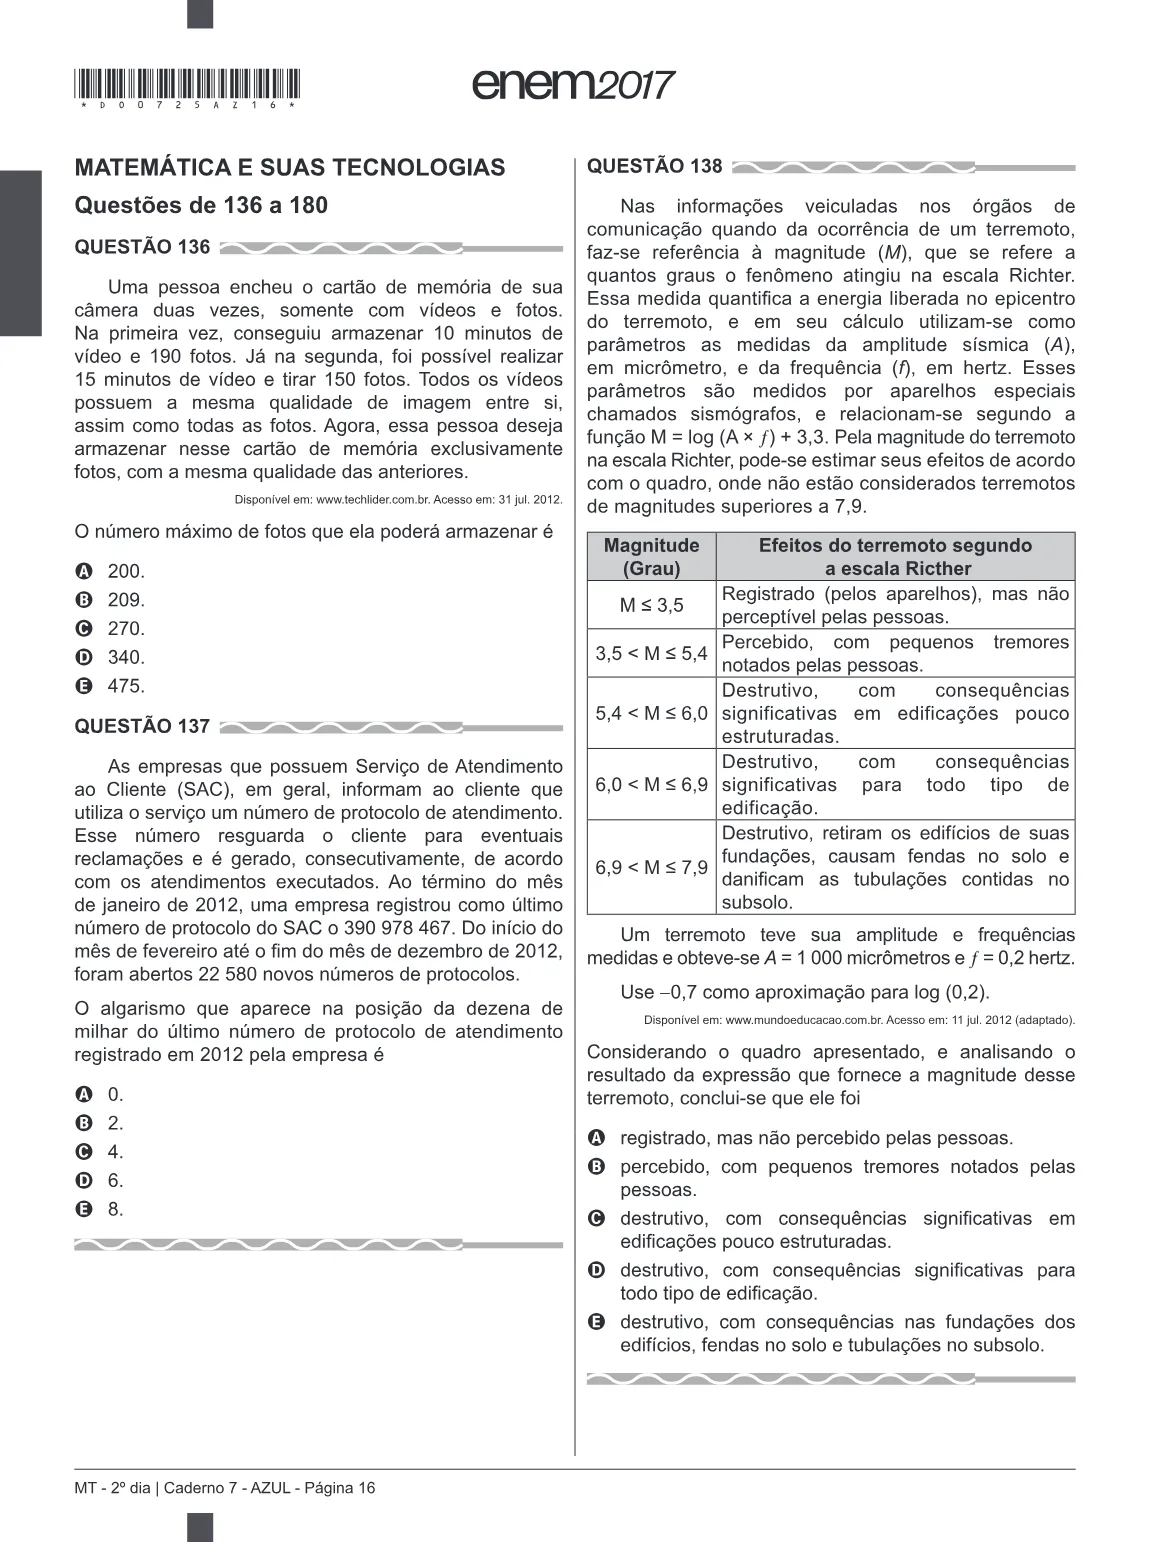 *D00725AZ16*
enem2017
MATEMÁTICA E SUAS TECNOLOGIAS
Questões de 136 a 180
QUESTÃO 136
Uma pessoa encheu o cartão de memória de sua
câmera duas vezes, somente com vídeos e fotos.
Na primeira vez, conseguiu armazenar 10 minutos de
vídeo e 190 fotos. Já na segunda, foi possível realizar
15 minutos de vídeo e tirar 150 fotos. Todos os vídeos
possuem a mesma qualidade de imagem entre si,
assim como todas as fotos. Agora, essa pessoa deseja
armazenar nesse cartão de memória exclusivamente
fotos, com a mesma qualidade das anteriores.
Disponível em: www.techlider.com.br. Acesso em: 31 jul. 2012.
O número máximo de fotos que ela poderá armazenar é
A 200.
B 209.
C 270.
D 340.
E 475.
QUESTÃO 137
As empresas que possuem Serviço de Atendimento
ao Cliente (SAC), em geral, informam ao cliente que
utiliza o serviço um número de protocolo de atendimento.
Esse número resguarda o cliente para eventuais
reclamações e é gerado, consecutivamente, de acordo
com os atendimentos executados. Ao término do mês
de janeiro de 2012, uma empresa registrou como último
número de protocolo do SAC o 390 978 467. Do início do
mês de fevereiro até o fim do mês de dezembro de 2012,
foram abertos 22 580 novos números de protocolos.
O algarismo que aparece na posição da dezena de
milhar do último número de protocolo de atendimento
registrado em 2012 pela empresa é
A 0.
B 2.
C 4.
D 6.
E 8.
QUESTÃO 138
Nas informações veiculadas nos órgãos de
comunicação quando da ocorrência de um terremoto,
faz-se referência à magnitude (M), que se refere a
quantos graus o fenômeno atingiu na escala Richter.
Essa medida quantifica a energia liberada no epicentro
do terremoto, e em seu cálculo utilizam-se como
parâmetros as medidas da amplitude sísmica (A),
em micrômetro, e da frequência (f), em hertz. Esses
parâmetros são medidos por aparelhos especiais
chamados sismógrafos, e relacionam-se segundo a
função M = log (A × f) + 3,3. Pela magnitude do terremoto
na escala Richter, pode-se estimar seus efeitos de acordo
com o quadro, onde não estão considerados terremotos
de magnitudes superiores a 7,9.
Magnitude
(Grau)
Efeitos do terremoto segundo
a escala Ricther
M ≤ 3,5
Registrado (pelos aparelhos), mas não
perceptível pelas pessoas.
3,5 < M ≤ 5,4
Percebido, com pequenos tremores
notados pelas pessoas.
5,4 < M ≤ 6,0
Destrutivo, com consequências
significativas em edificações pouco
estruturadas.
6,0 < M ≤ 6,9
Destrutivo, com consequências
significativas para todo tipo de
edificação.
6,9 < M ≤ 7,9
Destrutivo, retiram os edifícios de suas
fundações, causam fendas no solo e
danificam as tubulações contidas no
subsolo.
Um terremoto teve sua amplitude e frequências
medidas e obteve-se A = 1 000 micrômetros e f = 0,2 hertz.
Use –0,7 como aproximação para log (0,2).
Disponível em: www.mundoeducacao.com.br. Acesso em: 11 jul. 2012 (adaptado).
Considerando o quadro apresentado, e analisando o
resultado da expressão que fornece a magnitude desse
terremoto, conclui-se que ele foi
A registrado, mas não percebido pelas pessoas.
B percebido, com pequenos tremores notados pelas
pessoas.
C destrutivo, com consequências significativas em
edificações pouco estruturadas.
D destrutivo, com consequências significativas para
todo tipo de edificação.
E destrutivo, com consequências nas fundações dos
edifícios, fendas no solo e tubulações no subsolo.
MT - 2º dia | Caderno 7 - AZUL - Página 16